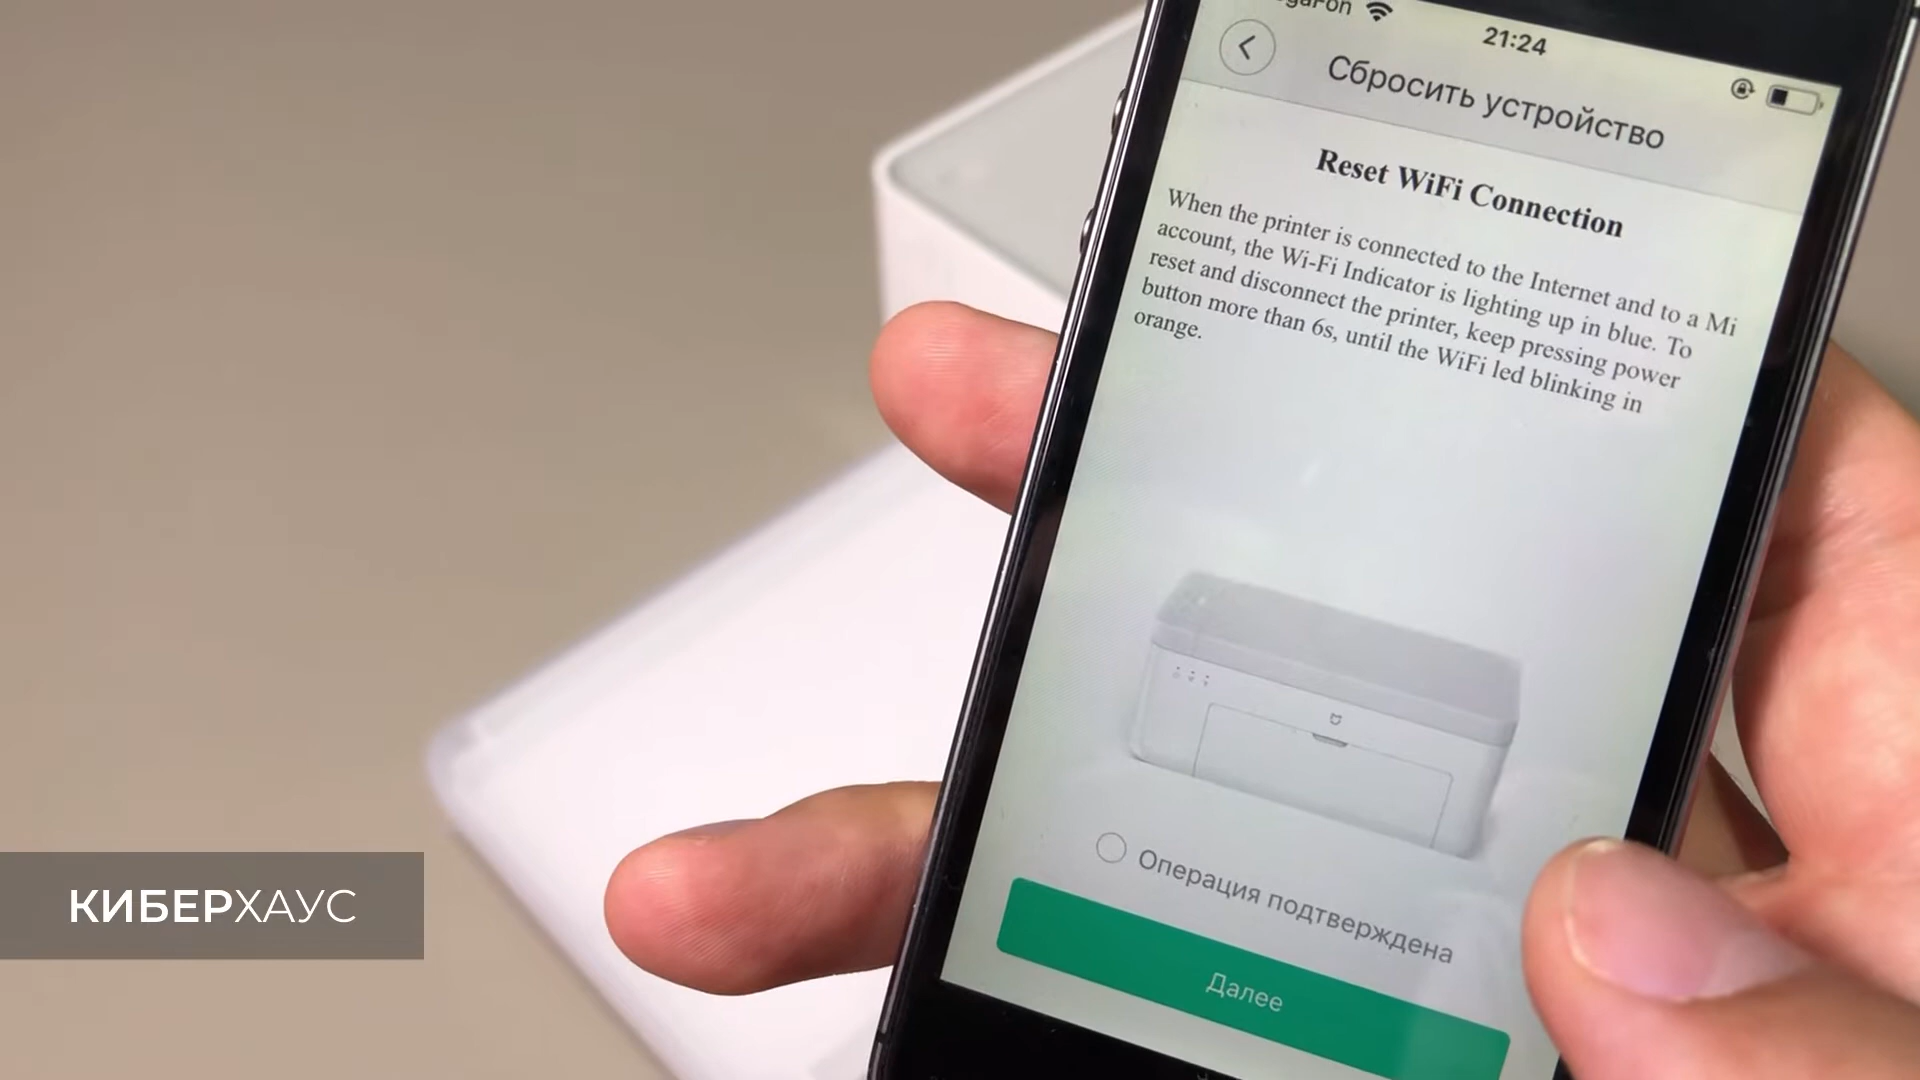 21:24
Сбросить устройство
Reset WiFi Connection
When the printer is connected to the Internet and to a Mi
account, the Wi-Fi Indicator is lighting up in blue. To
reset and disconnect the printer, keep pressing power
button more than 6s, until the WiFi led blinking in
orange.
Операция подтверждена
Далее
КИБЕРХАУС